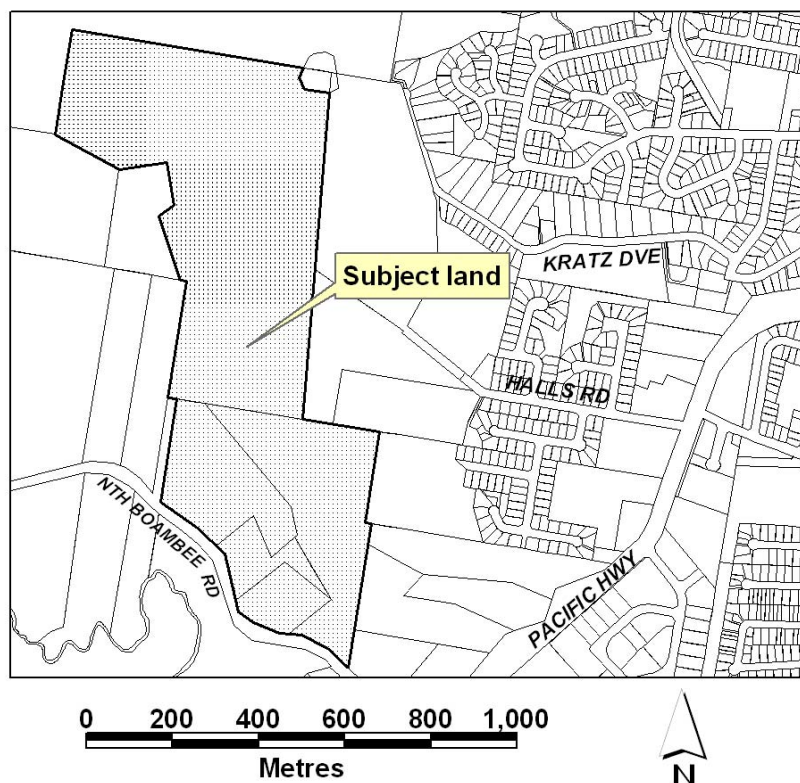 KRATZ DVE
Subject land
HALLS RD
NTH BOAMBEE RD
PACIFIC HWY
0 200 400 600 800 1,000
Metres
N